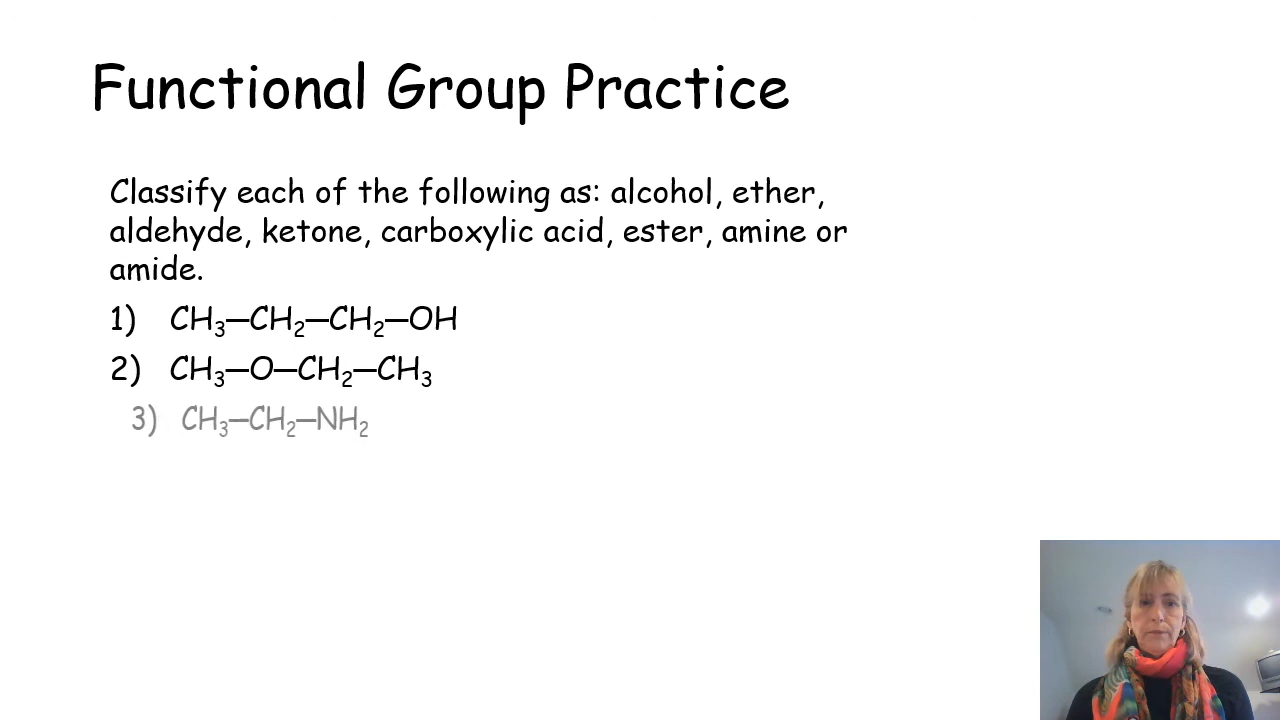 Functional Group Practice
Classify each of the following as: alcohol, ether,
aldehyde, ketone, carboxylic acid, ester, amine or
amide.
1) CH₃—CH₂—CH₂—OH
2) CH₃—O—CH₂—CH₃
3) CH₃—CH₂—NH₂